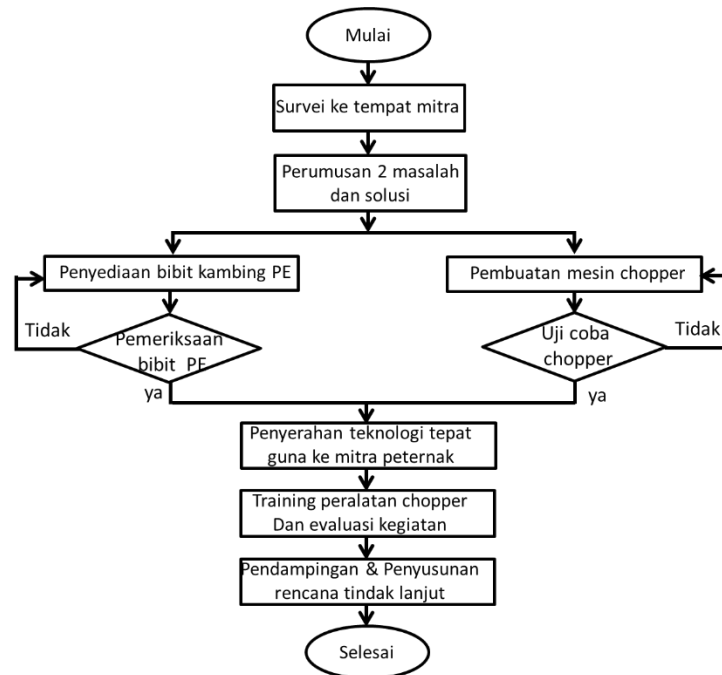 Mulai
Survei ke tempat mitra
Perumusan 2 masalah
dan solusi
Penyediaan bibit kambing PE
Pembuatan mesin chopper
Tidak
Pemeriksaan
bibit PE
Uji coba
chopper
Tidak
ya
ya
Penyerahan teknologi tepat
guna ke mitra peternak
Training peralatan chopper
Dan evaluasi kegiatan
Pendampingan & Penyusunan
rencana tindak lanjut
Selesai